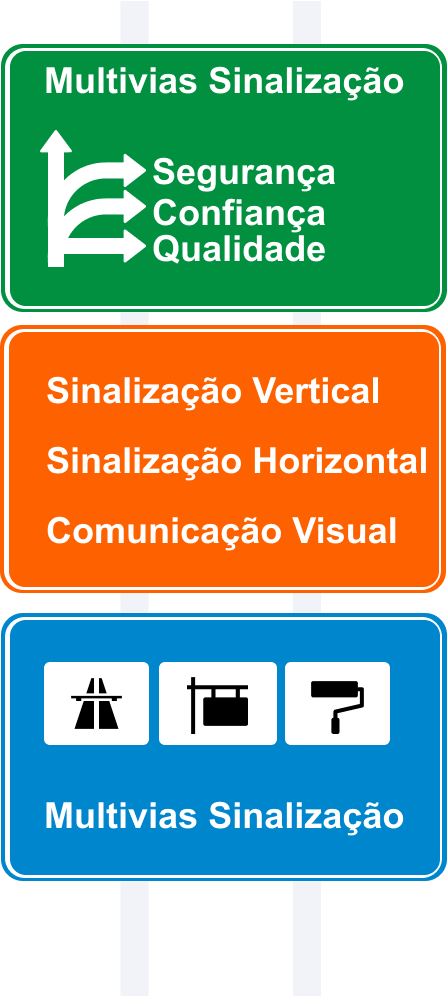 Multivias Sinalização
Segurança
Confiança
Qualidade
Sinalização Vertical
Sinalização Horizontal
Comunicação Visual
Multivias Sinalização